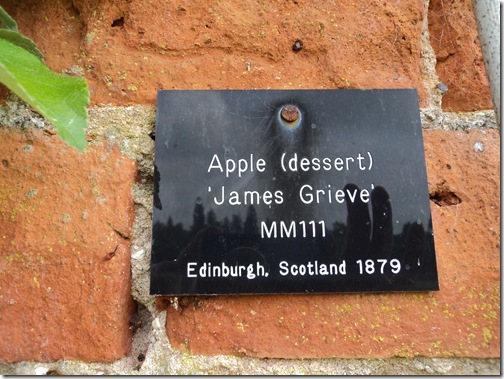 Apple (dessert)
'James Grieve'
MM111
Edinburgh, Scotland 1879